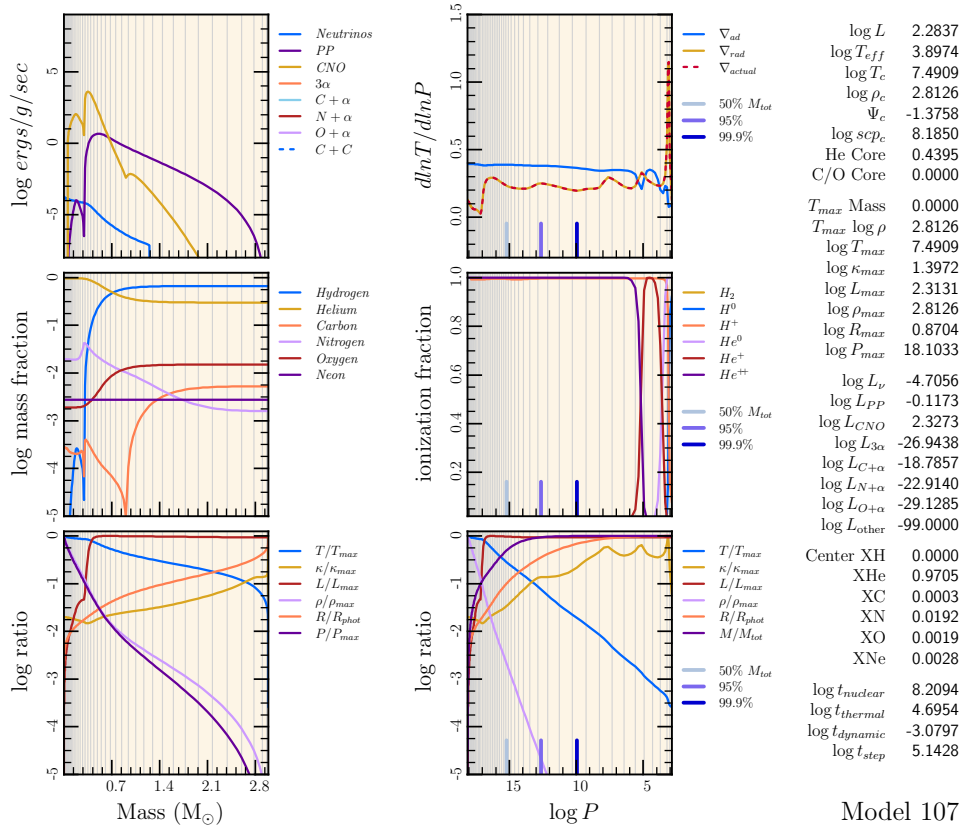 log ergs/g/sec
5
0
-5
Neutrinos
PP
CNO
3α
C + α
N + α
O + α
C + C
dlnT/dlnP
1.5
1.2
0.8
0.4
0.0
∇ad
∇rad
∇actual
50% Mtot
95%
99.9%
log mass fraction
0
-1
-2
-3
-4
-5
Hydrogen
Helium
Carbon
Nitrogen
Oxygen
Neon
ionization fraction
1.0
0.8
0.6
0.4
0.2
H2
H0
H+
He0
He+
He++
50% Mtot
95%
99.9%
log ratio
0
-1
-2
-3
-4
-5
0.7
1.4
2.1
2.8
Mass (M⊙)
T/Tmax
κ/κmax
L/Lmax
ρ/ρmax
R/Rphot
P/Pmax
log ratio
0
-1
-2
-4
-5
15
10
5
log P
T/Tmax
κ/κmax
L/Lmax
ρ/ρmax
R/Rphot
M/Mtot
50% Mtot
95%
99.9%
log L 2.2837
log Teff 3.8974
log Tc 7.4909
log ρc 2.8126
Ψc -1.3758
log scpc 8.1850
He Core 0.4395
C/O Core 0.0000
Tmax Mass 0.0000
Tmax log ρ 2.8126
log Tmax 7.4909
log κmax 1.3972
log Lmax 2.3131
log ρmax 2.8126
log Rmax 0.8704
log Pmax 18.1033
log Lν -4.7056
log LPP -0.1173
log LCNO 2.3273
log L3α -26.9438
log LC+α -18.7857
log LN+α -22.9140
log LO+α -29.1285
log Lother -99.0000
Center XH 0.0000
XHe 0.9705
XC 0.0003
XN 0.0192
XO 0.0019
XNe 0.0028
log tnuclear 8.2094
log tthermal 4.6954
log tdynamic -3.0797
log tstep 5.1428
Model 107